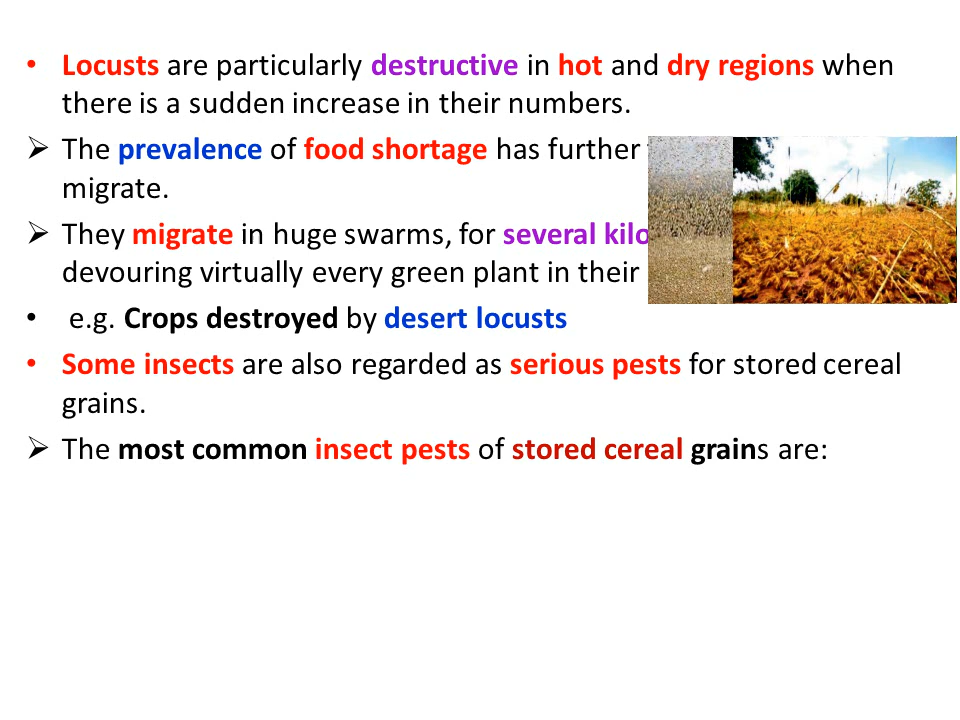 • Locusts are particularly destructive in hot and dry regions when
there is a sudden increase in their numbers.
➢ The prevalence of food shortage has further
migrate.
➢ They migrate in huge swarms, for several kilo
devouring virtually every green plant in their
• e.g. Crops destroyed by desert locusts
• Some insects are also regarded as serious pests for stored cereal
grains.
➢ The most common insect pests of stored cereal grains are: